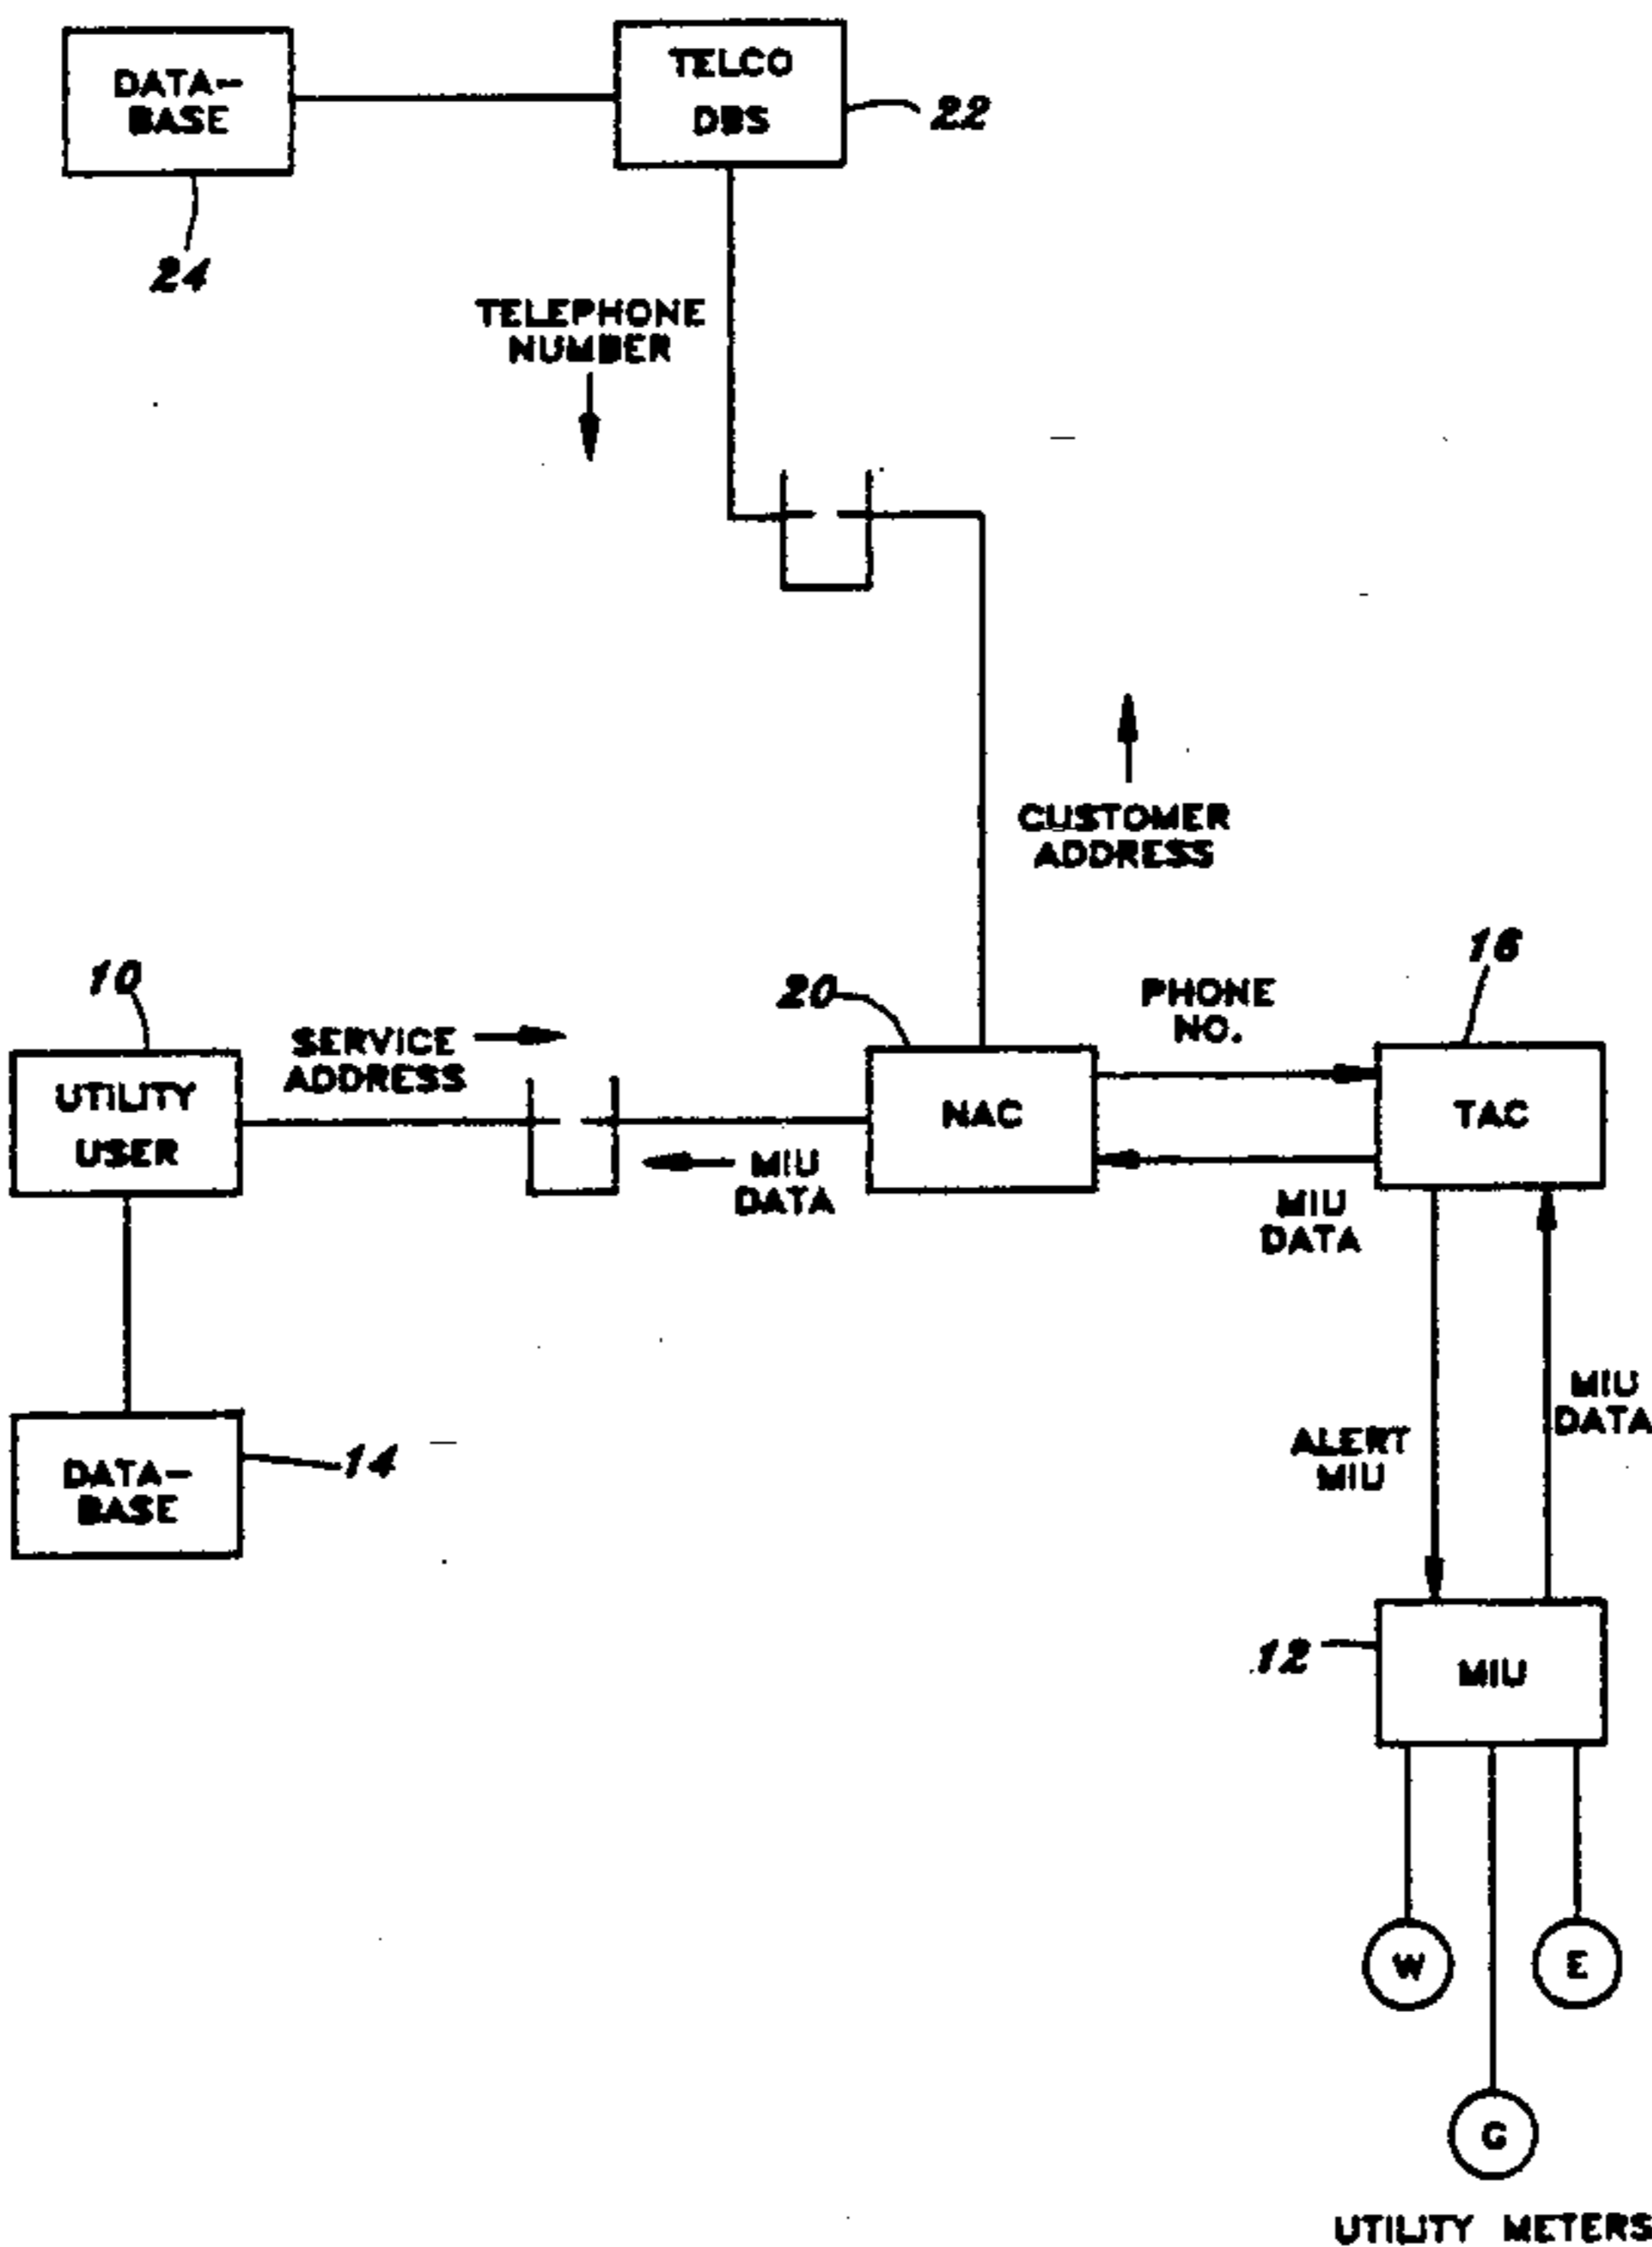 DATA-
BASE
TELCO
DBS
22
24
TELEPHONE
NUMBER
CUSTOMER
ADDRESS
10
SERVICE
ADDRESS
20
PHONE
NO.
16
UTILITY
USER
NAC
TAC
MIU
DATA
MIU
DATA
DATA-
BASE
14
ALERT
MIU
MIU
DATA
12
MIU
W
E
G
UTILITY METERS